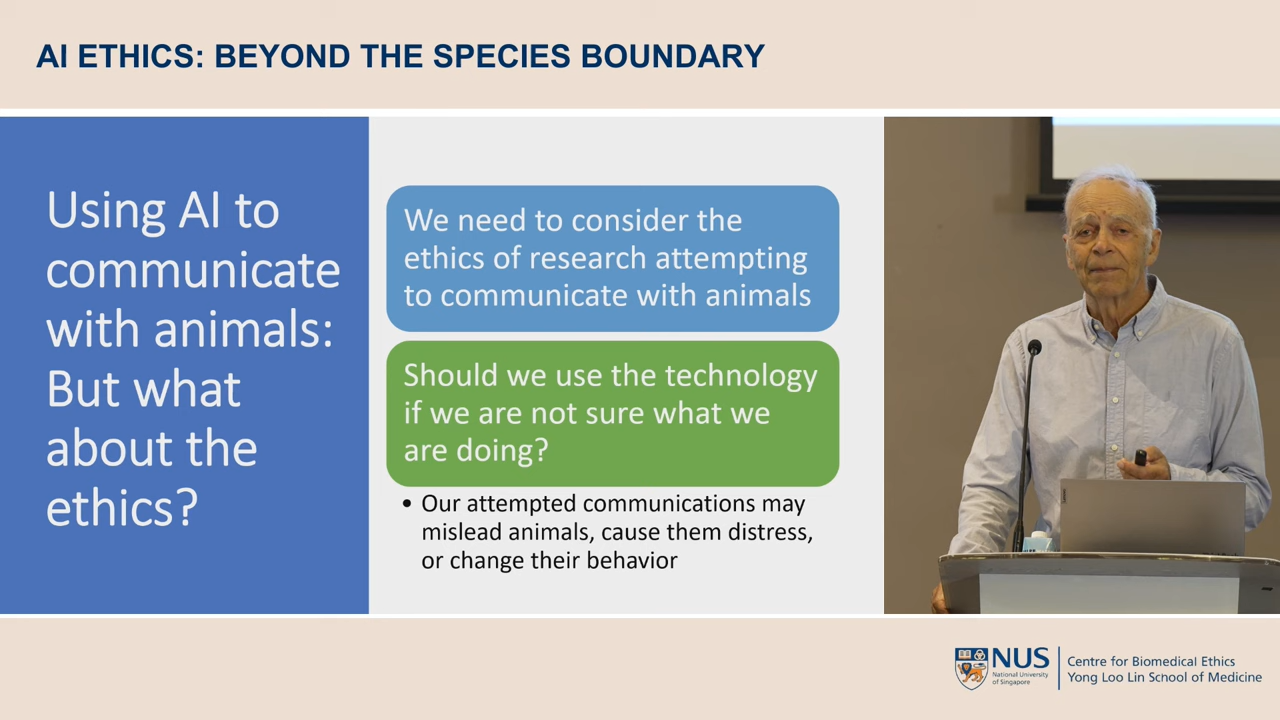 AI ETHICS: BEYOND THE SPECIES BOUNDARY
Using AI to
communicate
with animals:
But what
about the
ethics?
We need to consider the
ethics of research attempting
to communicate with animals
Should we use the technology
if we are not sure what we
are doing?
• Our attempted communications may
mislead animals, cause them distress,
or change their behavior
NUS
National University
of Singapore
Centre for Biomedical Ethics
Yong Loo Lin School of Medicine